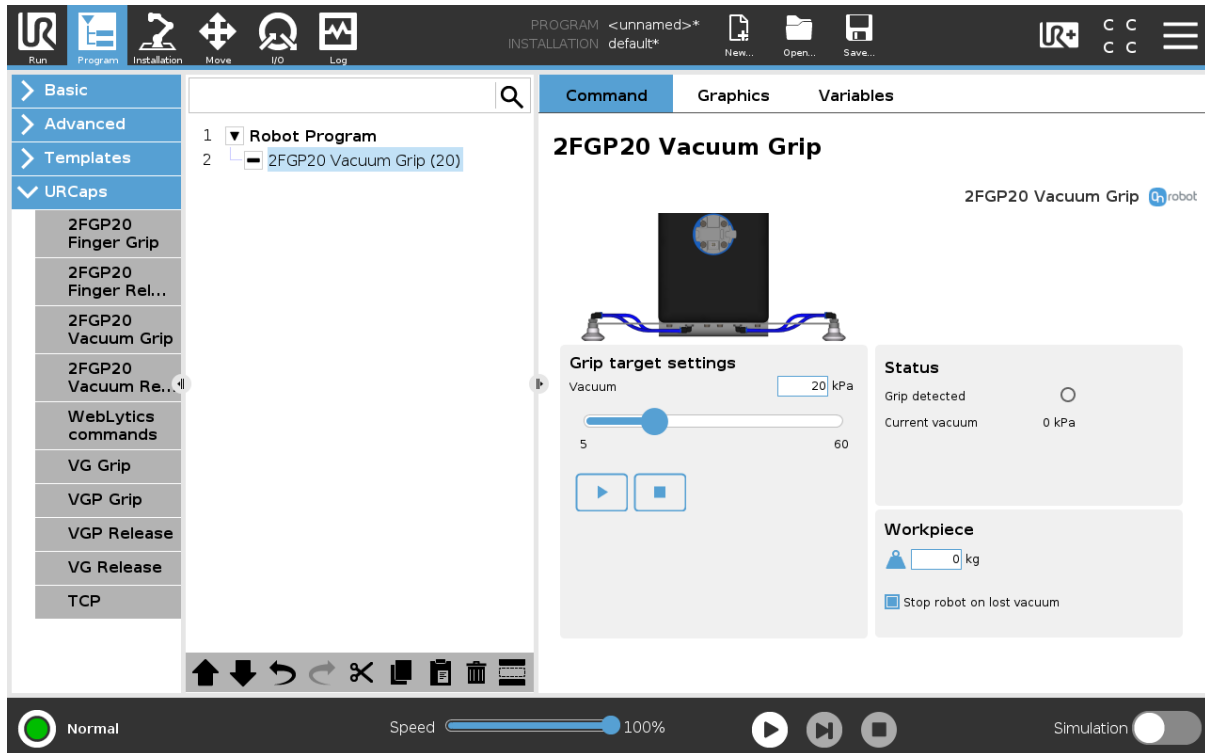 PROGRAM <unnamed>*
INSTALLATION default*
New... Open... Save...
UR+
C C
C C
UR
Run Program Installation Move I/O Log
Basic
Advanced
Templates
URCaps
2FGP20
Finger Grip
2FGP20
Finger Rel...
2FGP20
Vacuum Grip
2FGP20
Vacuum Re...
WebLytics
commands
VG Grip
VGP Grip
VGP Release
VG Release
TCP
1 Robot Program
2 2FGP20 Vacuum Grip (20)
Command Graphics Variables
2FGP20 Vacuum Grip
2FGP20 Vacuum Grip OnRobot
Grip target settings
Vacuum 20 kPa
5 60
Status
Grip detected
Current vacuum 0 kPa
Workpiece
0 kg
Stop robot on lost vacuum
Normal
Speed 100%
Simulation